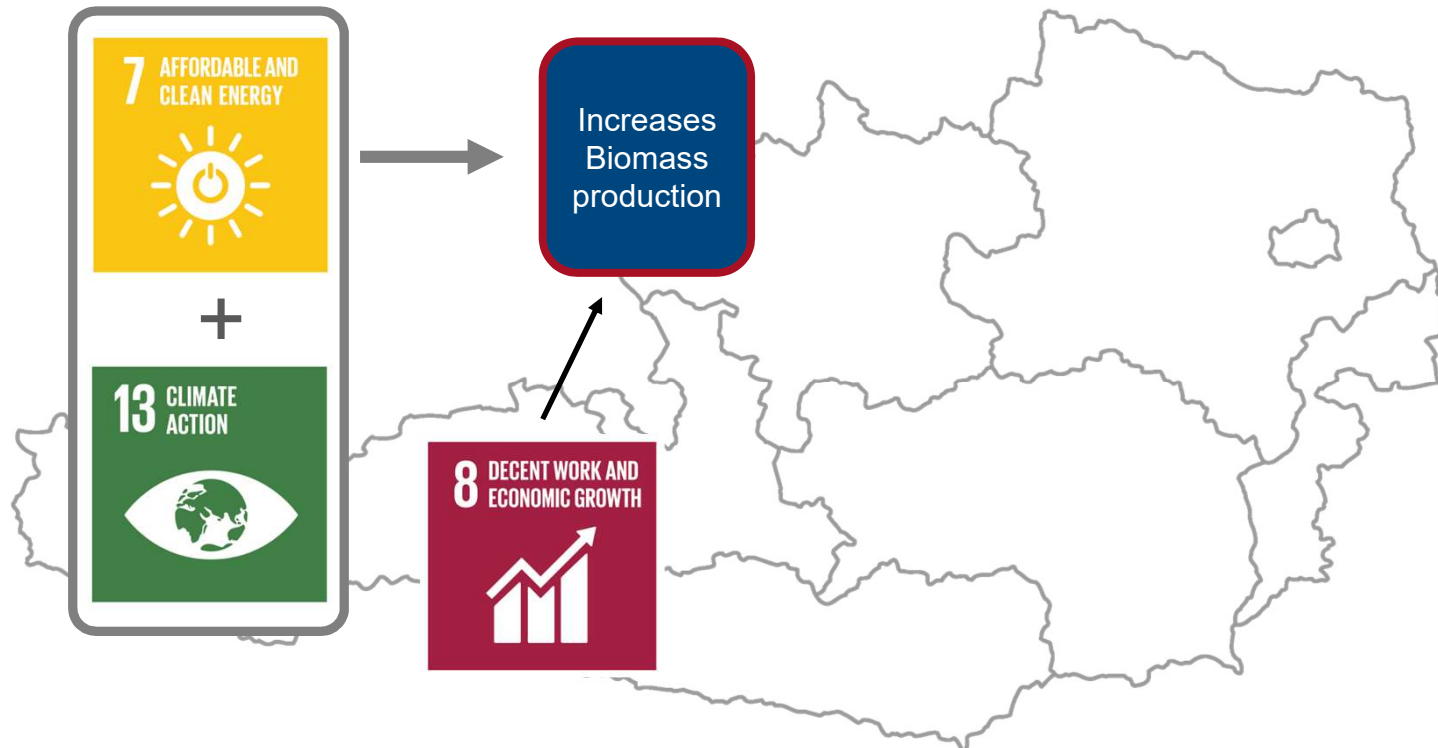 7 AFFORDABLE AND
CLEAN ENERGY
+
13 CLIMATE
ACTION
Increases
Biomass
production
8 DECENT WORK AND
ECONOMIC GROWTH